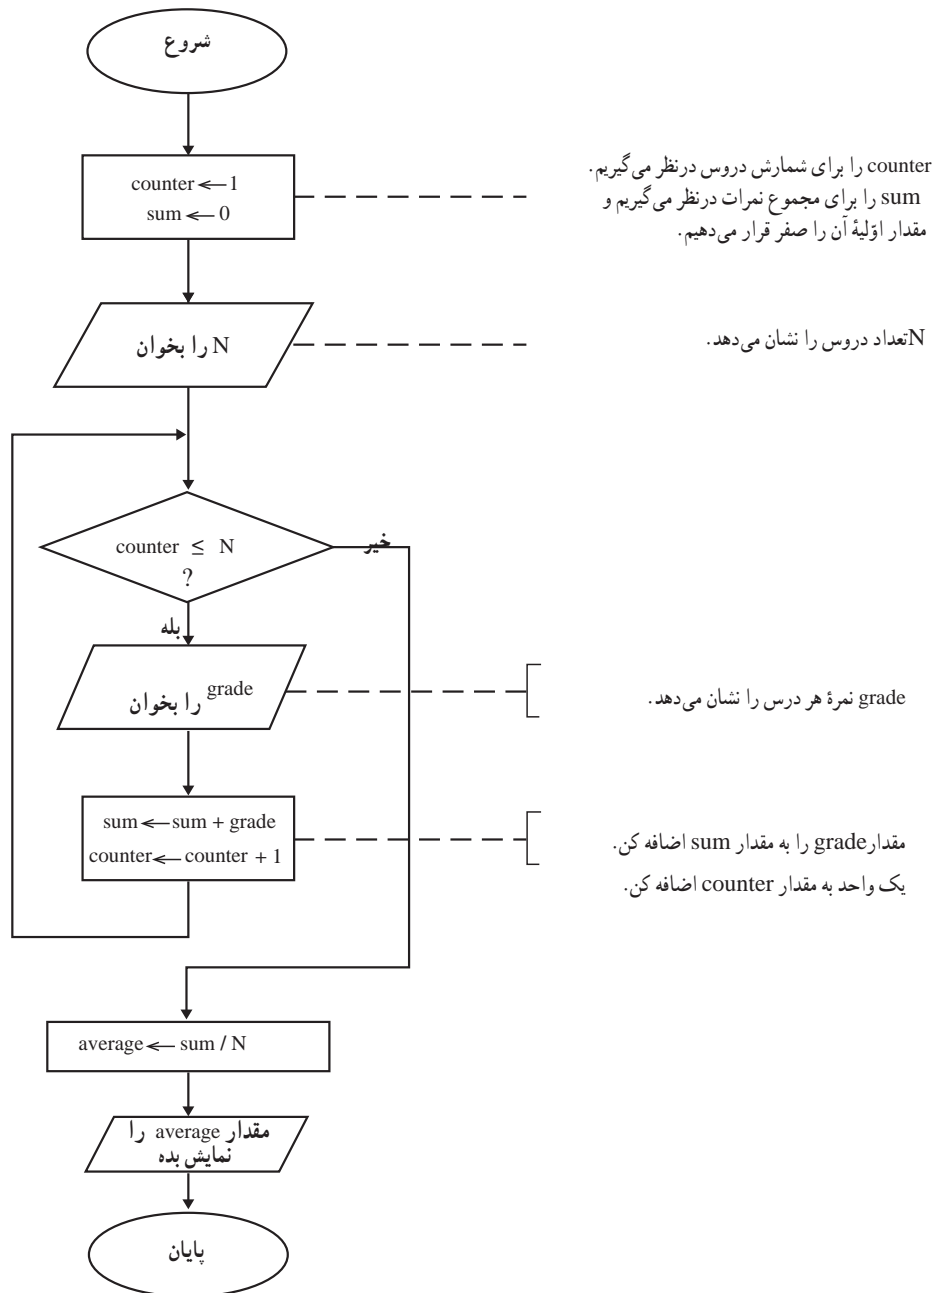 شروع
counter ← 1
sum ← 0
counter را برای شمارش دروس درنظر می‌گیریم.
sum را برای مجموع نمرات درنظر می‌گیریم و
مقدار اوّلیهٔ آن را صفر قرار می‌دهیم.
N را بخوان
N تعداد دروس را نشان می‌دهد.
counter ≤ N
?
خیر
بله
grade را بخوان
grade نمرهٔ هر درس را نشان می‌دهد.
sum ← sum + grade
counter ← counter + 1
مقدار grade را به مقدار sum اضافه کن.
یک واحد به مقدار counter اضافه کن.
average ← sum / N
مقدار average را
نمایش بده
پایان